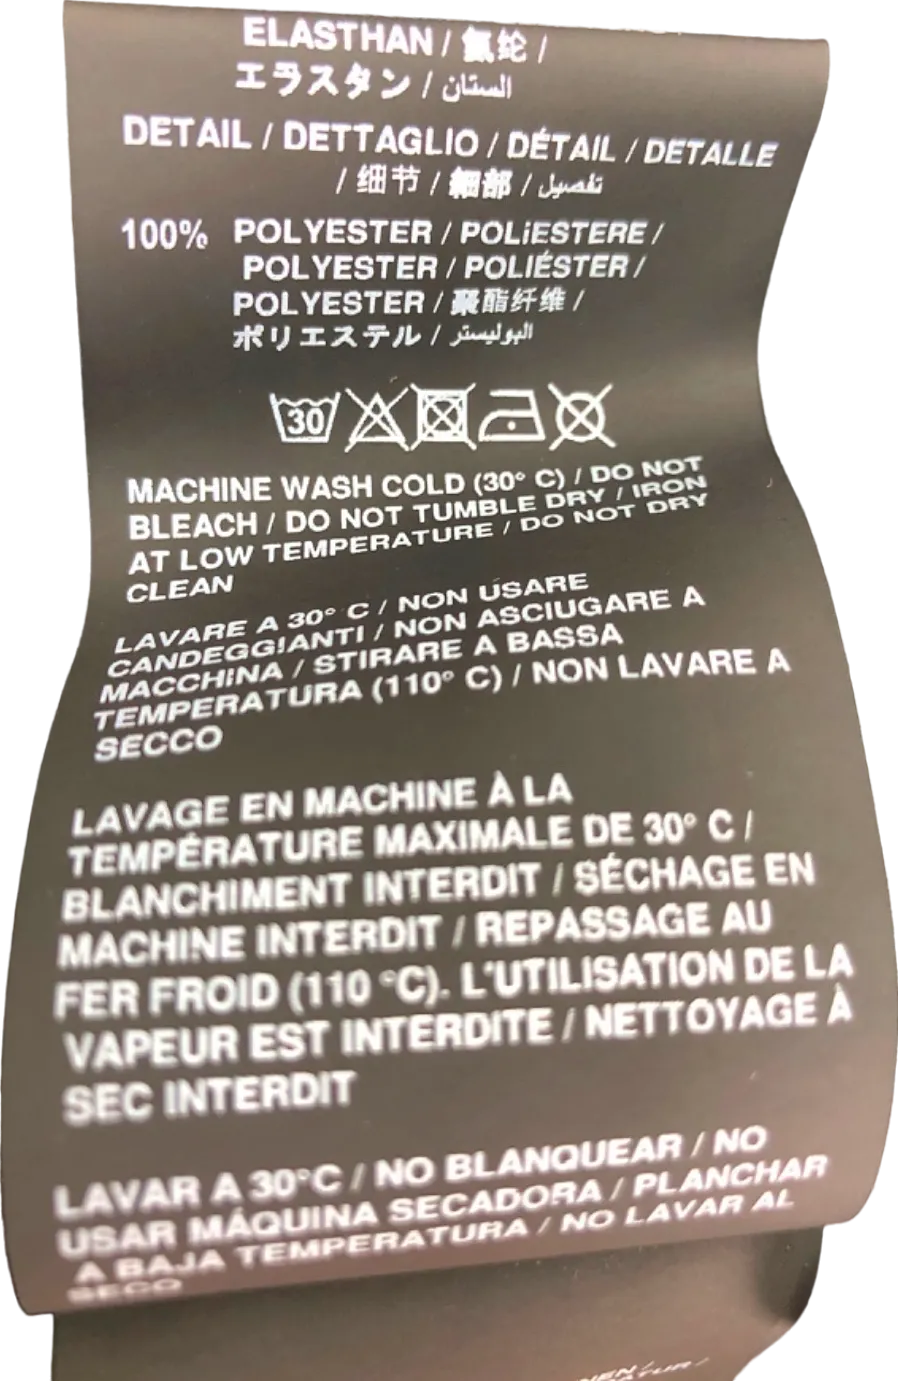 ELASTHAN / 氨纶 /
エラスタン / الستان
DETAIL / DETTAGLIO / DÉTAIL / DETALLE
/ 细节 / 細部 / تفصيل
100% POLYESTER / POLiESTERE /
POLYESTER / POLIÉSTER /
POLYESTER / 聚酯纤维 /
ポリエステル / البوليستر
30
MACHINE WASH COLD (30° C) / DO NOT
BLEACH / DO NOT TUMBLE DRY / IRON
AT LOW TEMPERATURE / DO NOT DRY
CLEAN
LAVARE A 30° C / NON USARE
CANDEGGIANTI / NON ASCIUGARE A
MACCHINA / STIRARE A BASSA
TEMPERATURA (110° C) / NON LAVARE A
SECCO
LAVAGE EN MACHINE À LA
TEMPÉRATURE MAXIMALE DE 30° C /
BLANCHIMENT INTERDIT / SÉCHAGE EN
MACHINE INTERDIT / REPASSAGE AU
FER FROID (110 °C). L'UTILISATION DE LA
VAPEUR EST INTERDITE / NETTOYAGE À
SEC INTERDIT
LAVAR A 30°C / NO BLANQUEAR / NO
USAR MÁQUINA SECADORA / PLANCHAR
A BAJA TEMPERATURA / NO LAVAR AL
SECO